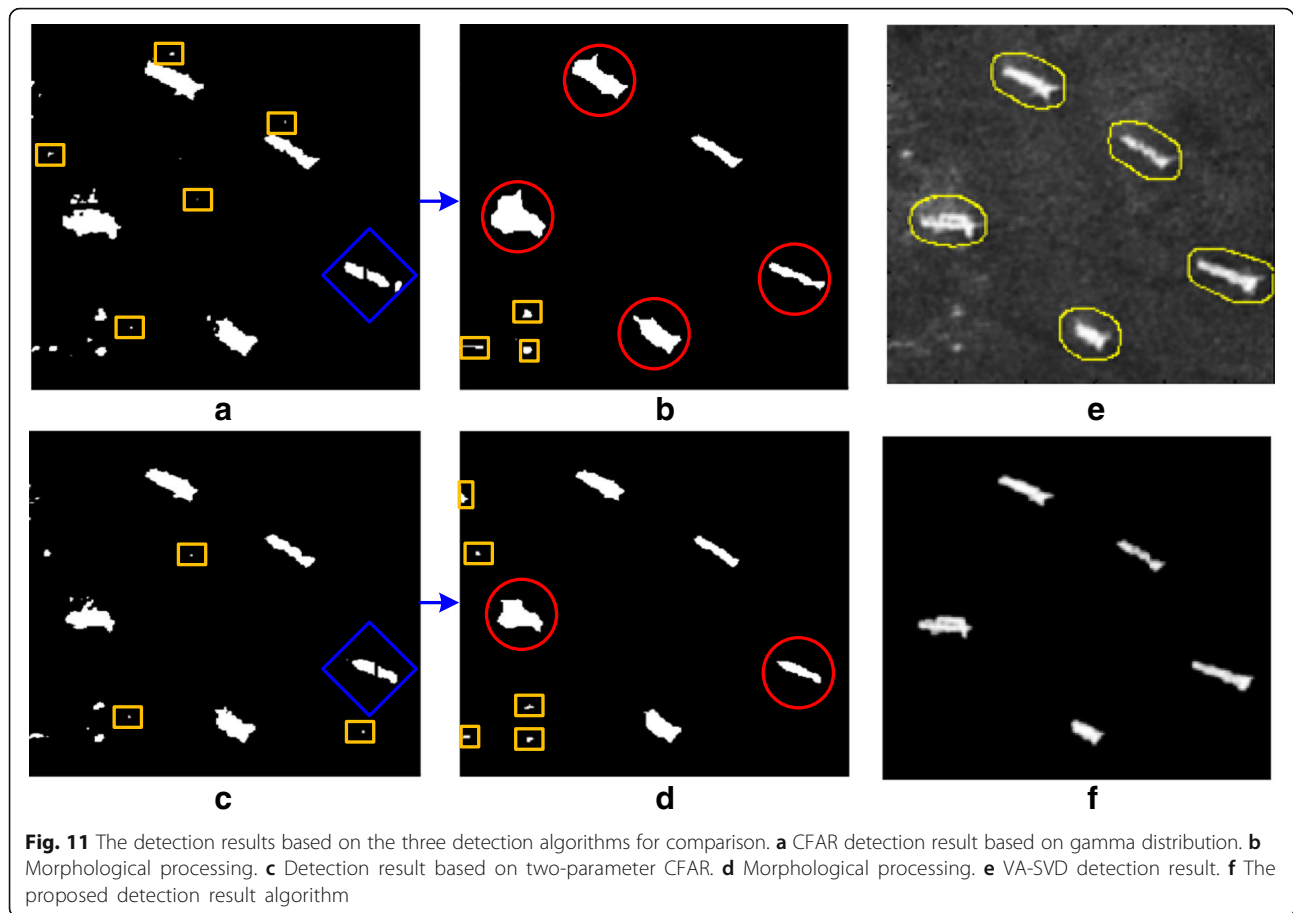 a
b
e
c
d
f
Fig. 11 The detection results based on the three detection algorithms for comparison. a CFAR detection result based on gamma distribution. b
Morphological processing. c Detection result based on two-parameter CFAR. d Morphological processing. e VA-SVD detection result. f The
proposed detection result algorithm